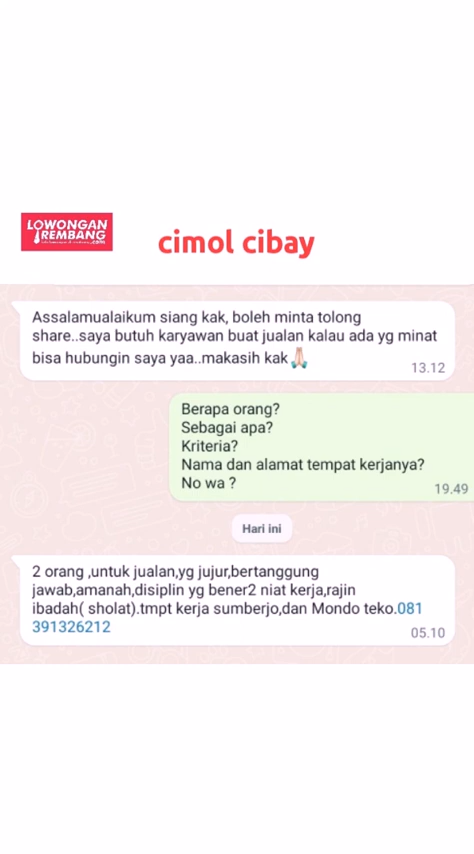 LOWONGAN
REMBANG
.com
cimol cibay
Assalamualaikum siang kak, boleh minta tolong
share..saya butuh karyawan buat jualan kalau ada yg minat
bisa hubungin saya yaa..makasih kak🙏🏻
13.12
Berapa orang?
Sebagai apa?
Kriteria?
Nama dan alamat tempat kerjanya?
No wa ?
19.49
Hari ini
2 orang ,untuk jualan,yg jujur,bertanggung
jawab,amanah,disiplin yg bener2 niat kerja,rajin
ibadah( sholat).tmpt kerja sumberjo,dan Mondo teko.081
391326212
05.10